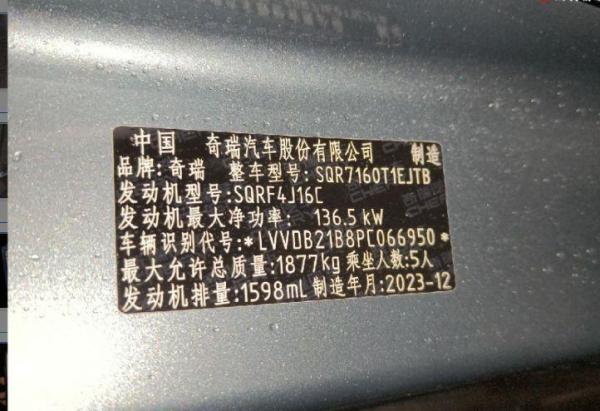 中国 奇瑞汽车股份有限公司 制造
品牌:奇瑞 整车型号:SQR7160T1EJTB
发动机型号:SQRF4J16C
发动机最大净功率: 136.5 kW
车辆识别代号:*LVVDB21B8PC066950*
最大允许总质量:1877kg 乘坐人数:5人
发动机排量:1598mL 制造年月:2023-12